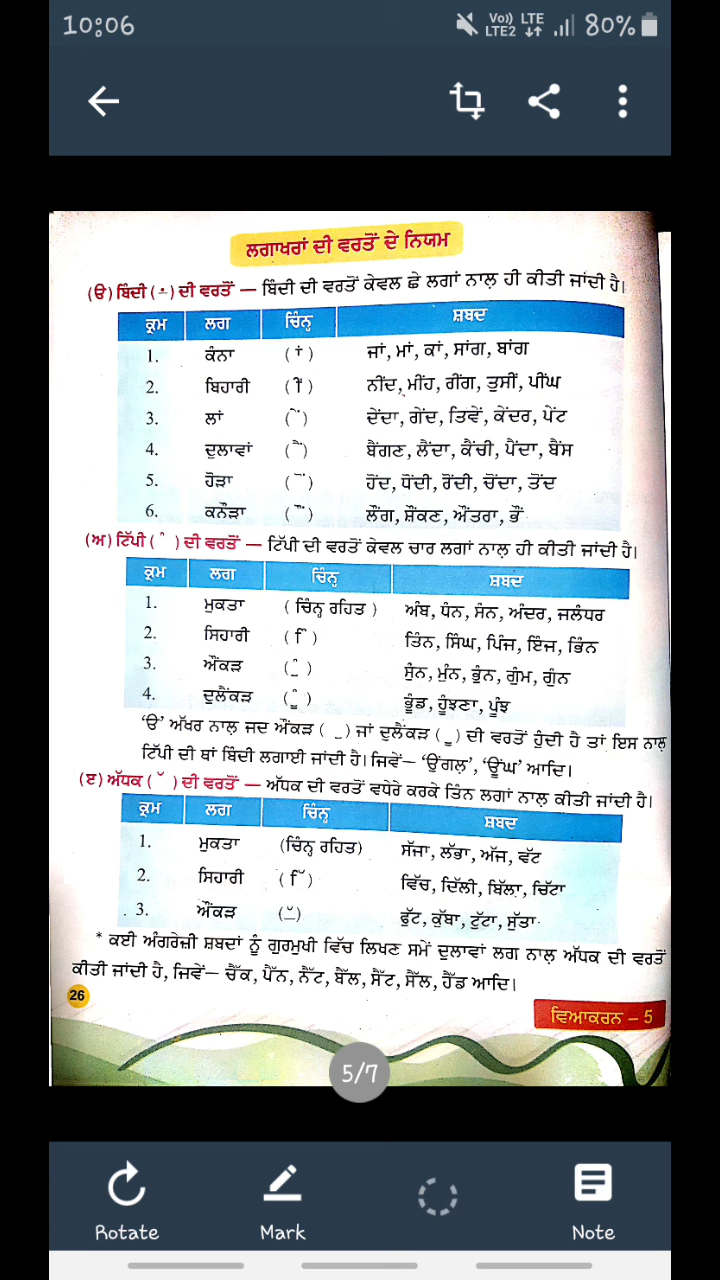 10:06 Vo)) LTE2 LTE 80%
ਲਗਾਖਰਾਂ ਦੀ ਵਰਤੋਂ ਦੇ ਨਿਯਮ
(ੳ) ਬਿੰਦੀ ( ਂ ) ਦੀ ਵਰਤੋਂ — ਬਿੰਦੀ ਦੀ ਵਰਤੋਂ ਕੇਵਲ ਛੇ ਲਗਾਂ ਨਾਲ਼ ਹੀ ਕੀਤੀ ਜਾਂਦੀ ਹੈ।
ਕ੍ਰਮ ਲਗ ਚਿੰਨ੍ਹ ਸ਼ਬਦ
1. ਕੰਨਾ ( ਾਂ ) ਜਾਂ, ਮਾਂ, ਕਾਂ, ਸਾਂਗ, ਬਾਂਗ
2. ਬਿਹਾਰੀ ( ੀਂ ) ਨੀਂਦ, ਮੀਂਹ, ਗੀਂਗ, ਤੁਸੀਂ, ਪੀਂਘ
3. ਲਾਂ ( ੇਂ ) ਦੇਂਦਾ, ਗੇਂਦ, ਤਿਵੇਂ, ਕੇਂਦਰ, ਪੇਂਟ
4. ਦੁਲਾਵਾਂ ( ੈਂ ) ਬੈਂਗਣ, ਲੈਂਦਾ, ਕੈਂਚੀ, ਪੈਂਦਾ, ਬੈਂਸ
5. ਹੋੜਾ ( ੋਂ ) ਹੋਂਦ, ਧੋਂਦੀ, ਰੋਂਦੀ, ਚੋਂਦਾ, ਤੋਂਦ
6. ਕਨੌੜਾ ( ੌਂ ) ਲੌਂਗ, ਸ਼ੌਂਕਣ, ਔਂਤਰਾ, ਭੌਂ
(ਅ) ਟਿੱਪੀ ( ੰ ) ਦੀ ਵਰਤੋਂ — ਟਿੱਪੀ ਦੀ ਵਰਤੋਂ ਕੇਵਲ ਚਾਰ ਲਗਾਂ ਨਾਲ਼ ਹੀ ਕੀਤੀ ਜਾਂਦੀ ਹੈ।
ਕ੍ਰਮ ਲਗ ਚਿੰਨ੍ਹ ਸ਼ਬਦ
1. ਮੁਕਤਾ ( ਚਿੰਨ੍ਹ ਰਹਿਤ ) ਅੰਬ, ਧੰਨ, ਸੰਨ, ਅੰਦਰ, ਜਲੰਧਰ
2. ਸਿਹਾਰੀ ( ਿੰ ) ਤਿੰਨ, ਸਿੰਘ, ਪਿੰਜ, ਇੰਜ, ਭਿੰਨ
3. ਔਂਕੜ ( ੁੰ ) ਸੁੰਨ, ਮੁੰਨ, ਭੁੰਨ, ਗੁੰਮ, ਗੁੰਨ
4. ਦੁਲੈਂਕੜ ( ੂੰ ) ਭੂੰਡ, ਹੂੰਝਣਾ, ਪੂੰਝ
'ੳ' ਅੱਖਰ ਨਾਲ਼ ਜਦ ਔਂਕੜ ( ੁ ) ਜਾਂ ਦੁਲੈਂਕੜ ( ੂ ) ਦੀ ਵਰਤੋਂ ਹੁੰਦੀ ਹੈ ਤਾਂ ਇਸ ਨਾਲ਼
ਟਿੱਪੀ ਦੀ ਥਾਂ ਬਿੰਦੀ ਲਗਾਈ ਜਾਂਦੀ ਹੈ। ਜਿਵੇਂ— 'ਉਂਗਲ਼', 'ਊਂਘ' ਆਦਿ।
(ੲ) ਅੱਧਕ ( ੱ ) ਦੀ ਵਰਤੋਂ — ਅੱਧਕ ਦੀ ਵਰਤੋਂ ਵਧੇਰੇ ਕਰਕੇ ਤਿੰਨ ਲਗਾਂ ਨਾਲ਼ ਕੀਤੀ ਜਾਂਦੀ ਹੈ।
ਕ੍ਰਮ ਲਗ ਚਿੰਨ੍ਹ ਸ਼ਬਦ
1. ਮੁਕਤਾ (ਚਿੰਨ੍ਹ ਰਹਿਤ) ਸੱਜਾ, ਲੱਭਾ, ਅੱਜ, ਵੱਟ
2. ਸਿਹਾਰੀ ( ਿੱ ) ਵਿੱਚ, ਦਿੱਲੀ, ਬਿੱਲਾ, ਚਿੱਟਾ
3. ਔਂਕੜ ( ੁੱ ) ਫੁੱਟ, ਕੁੱਬਾ, ਟੁੱਟਾ, ਸੁੱਤਾ
* ਕਈ ਅੰਗਰੇਜ਼ੀ ਸ਼ਬਦਾਂ ਨੂੰ ਗੁਰਮੁਖੀ ਵਿੱਚ ਲਿਖਣ ਸਮੇਂ ਦੁਲਾਵਾਂ ਲਗ ਨਾਲ਼ ਅੱਧਕ ਦੀ ਵਰਤੋਂ
ਕੀਤੀ ਜਾਂਦੀ ਹੈ, ਜਿਵੇਂ— ਚੈੱਕ, ਪੈੱਨ, ਨੈੱਟ, ਬੈੱਲ, ਸੈੱਟ, ਸੈੱਲ, ਹੈੱਡ ਆਦਿ।
26
ਵਿਆਕਰਨ – 5
5/7
Rotate Mark Note